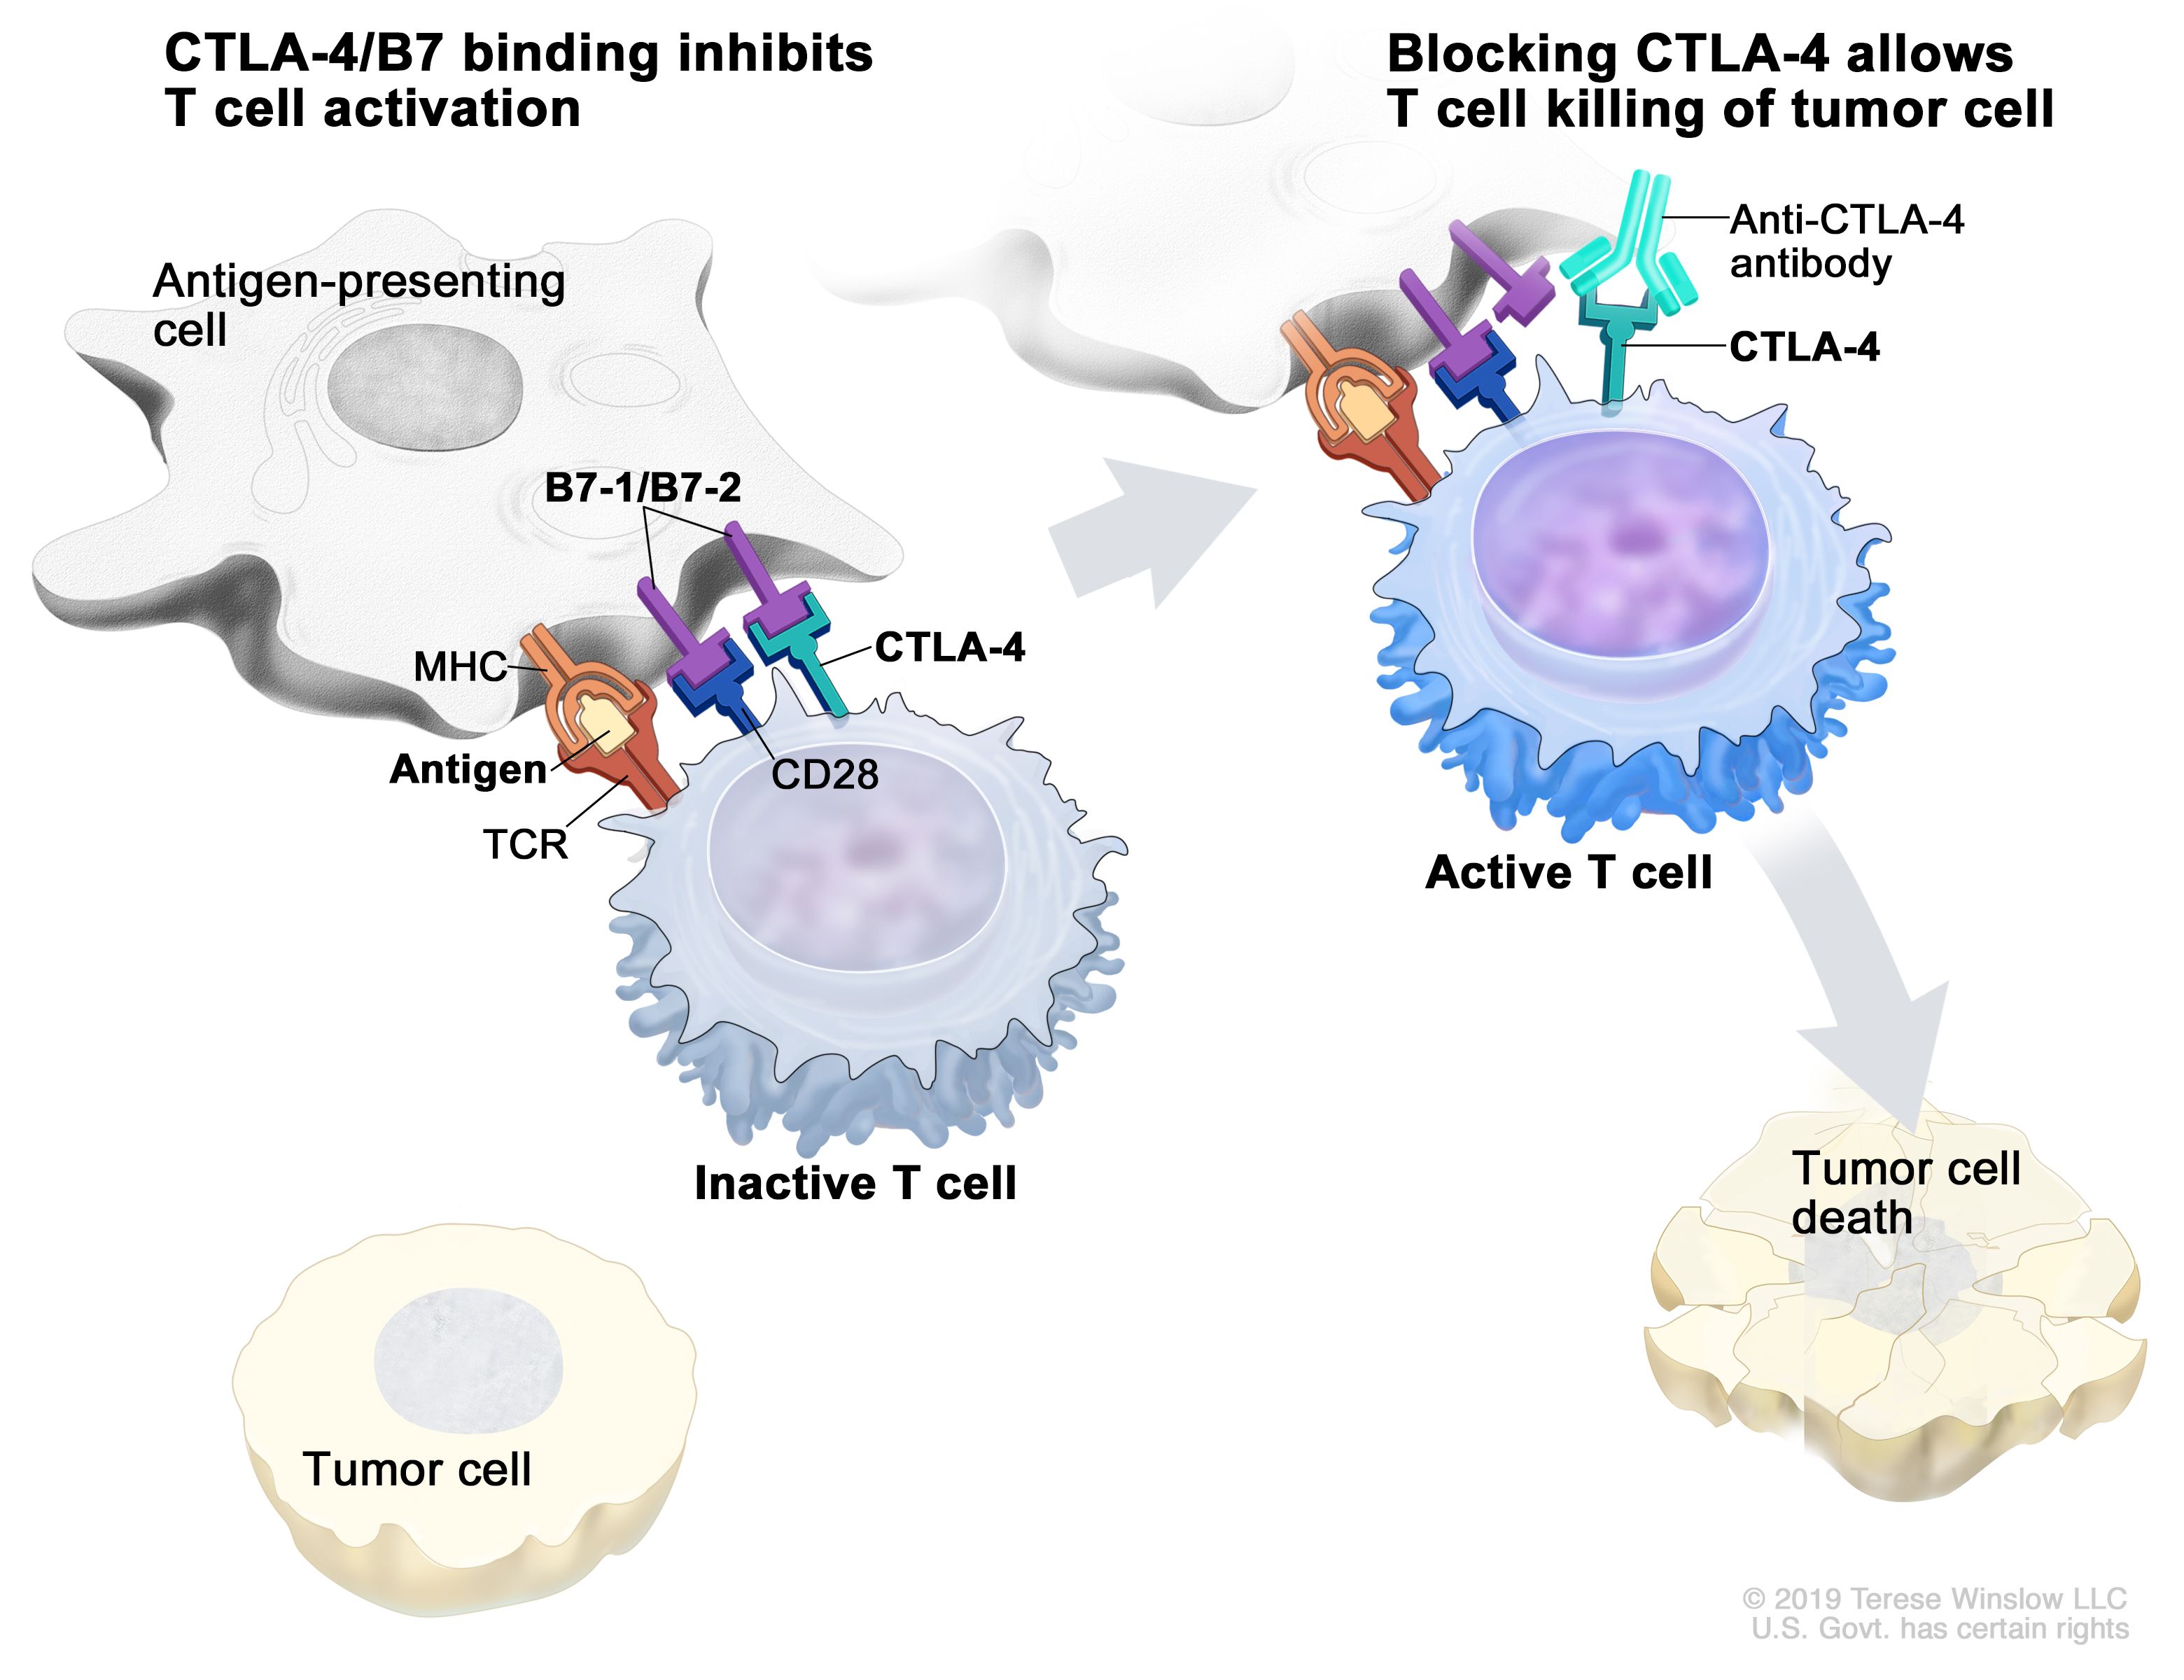 CTLA-4/B7 binding inhibits
T cell activation
Antigen-presenting
cell
B7-1/B7-2
MHC
CTLA-4
Antigen
CD28
TCR
Inactive T cell
Tumor cell
Blocking CTLA-4 allows
T cell killing of tumor cell
Anti-CTLA-4
antibody
CTLA-4
Active T cell
Tumor cell
death
© 2019 Terese Winslow LLC
U.S. Govt. has certain rights